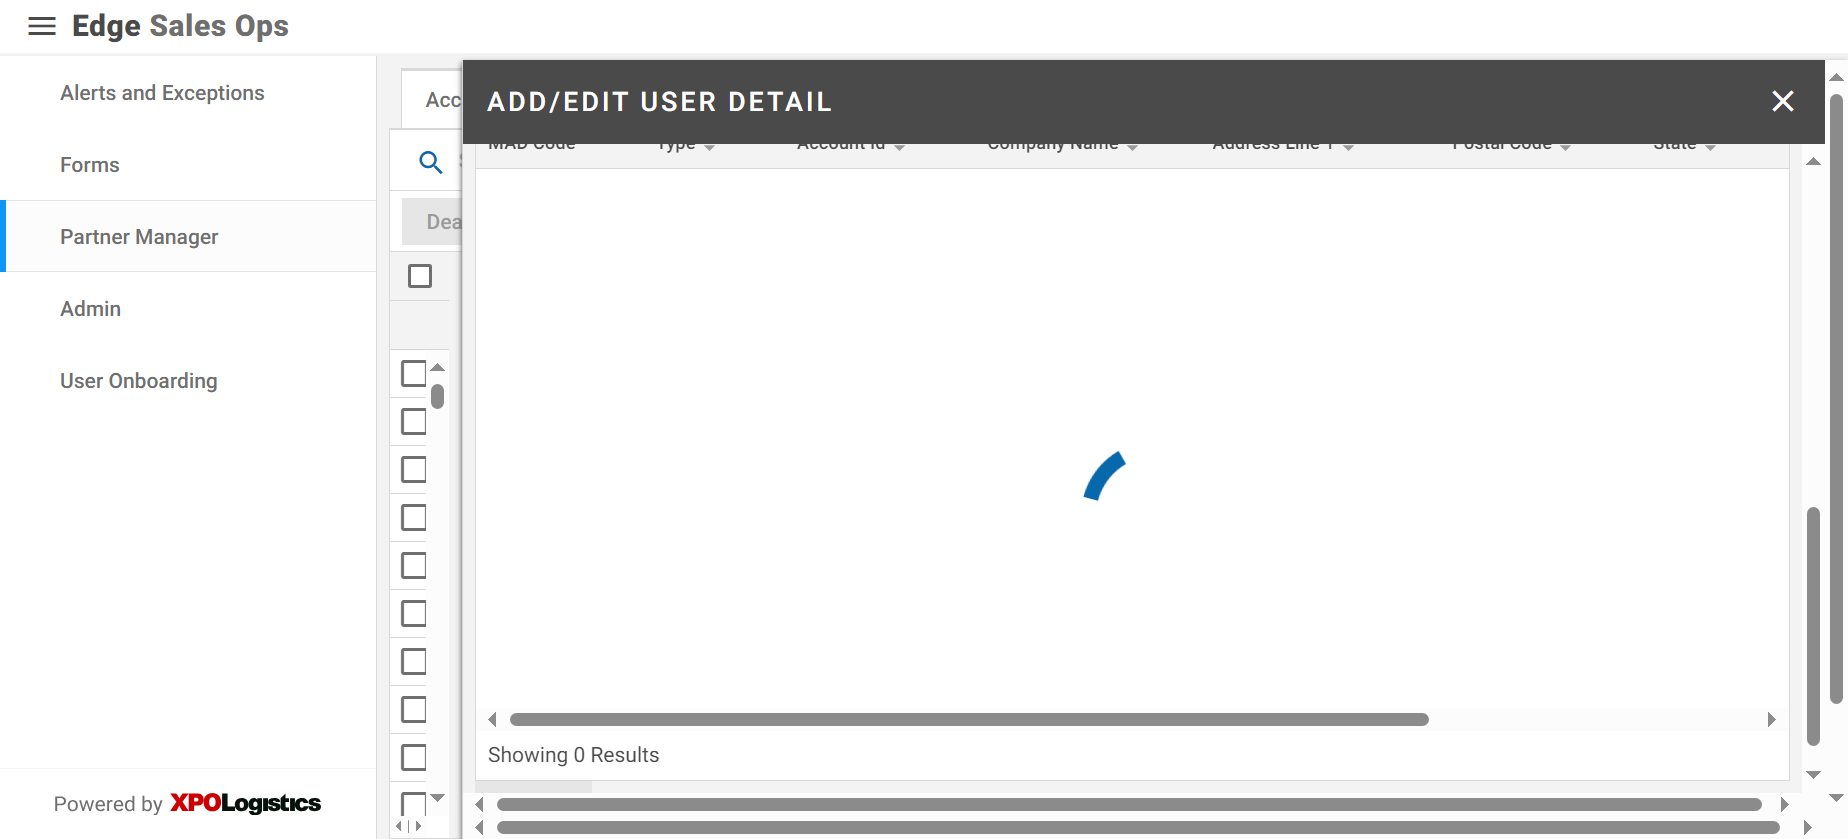 Edge Sales Ops
Alerts and Exceptions
Forms
Partner Manager
Admin
User Onboarding
Powered by XPOLogistics
Acc
Dea
ADD/EDIT USER DETAIL
MAD Code Type Account Id Company Name Address Line 1 Postal Code State
Showing 0 Results